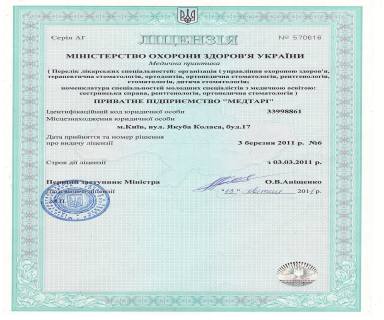 Серія АГ
ЛІЦЕНЗІЯ
№ 570616
МІНІСТЕРСТВО ОХОРОНИ ЗДОРОВ'Я УКРАЇНИ
Медична практика
( Перелік лікарських спеціальностей: організація і управління охороною здоров'я,
терапевтична стоматологія, ортодонтія, ортопедична стоматологія, рентгенологія,
стоматологія, дитяча стоматологія;
номенклатура спеціальностей молодших спеціалістів з медичною освітою:
сестринська справа, рентгенологія, ортопедична стоматологія )
ПРИВАТНЕ ПІДПРИЄМСТВО "МЕДТАРІ"
Ідентифікаційний код юридичної особи 33998861
Місцезнаходження юридичної особи
м.Київ, вул. Якуба Коласа, буд.17
Дата прийняття та номер рішення
про видачу ліцензії 3 березня 2011 р. №6
Строк дії ліцензії з 03.03.2011 р.
Перший заступник Міністра О.В.Аніщенко
М.П.